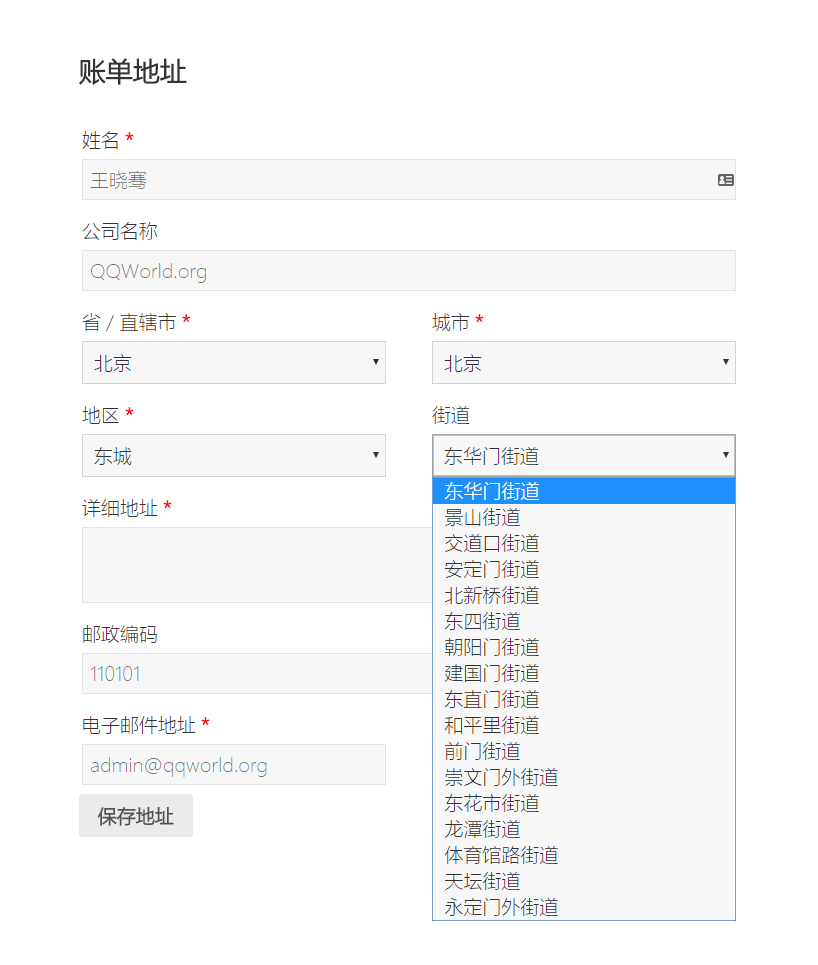 账单地址
姓名 *
王晓骞
公司名称
QQWorld.org
省 / 直辖市 *
城市 *
北京
北京
地区 *
街道
东城
东华门街道
详细地址 *
东华门街道
景山街道
交道口街道
安定门街道
北新桥街道
东四街道
朝阳门街道
建国门街道
东直门街道
和平里街道
前门街道
崇文门外街道
东花市街道
龙潭街道
体育馆路街道
天坛街道
永定门外街道
邮政编码
110101
电子邮件地址 *
admin@qqworld.org
保存地址